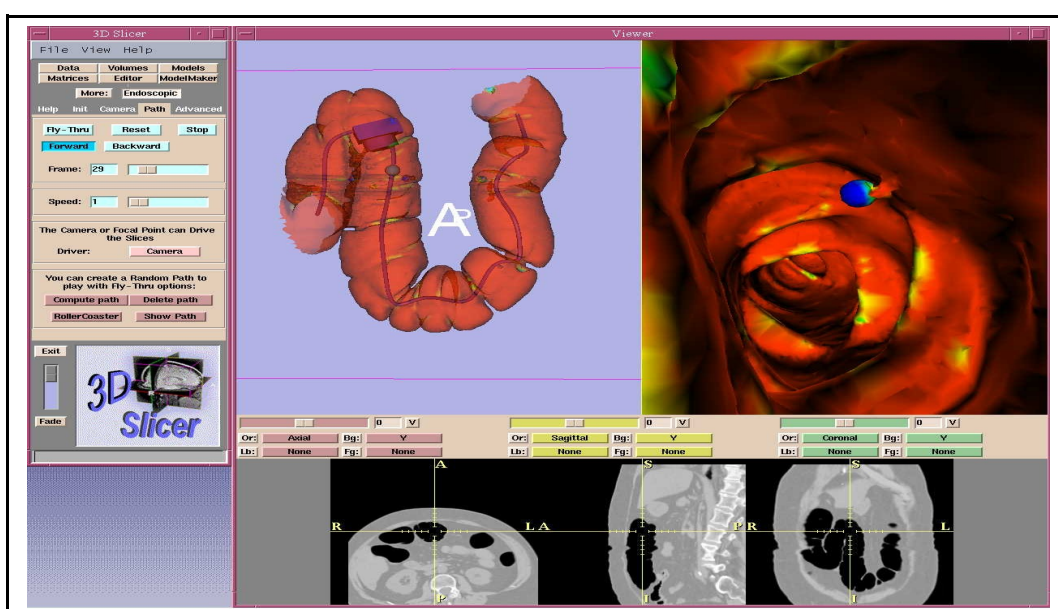 3D Slicer
File View Help
Data Volumes Models
Matrices Editor ModelMaker
More: Endoscopic
Help Init Camera Path Advanced
Fly-Thru Reset Stop
Forward Backward
Frame: 29
Speed: 1
The Camera or Focal Point can Drive
the Slices
Driver: Camera
You can create a Random Path to
play with Fly-Thru options:
Compute path Delete path
RollerCoaster Show Path
Exit
Fade
3D
Slicer
Viewer
A
0 V
Or: Axial Bg: Y
Lb: None Fg: None
0 V
Or: Sagittal Bg: Y
Lb: None Fg: None
0 V
Or: Coronal Bg: Y
Lb: None Fg: None
A
R L
P
S
A P
I
S
R L
I